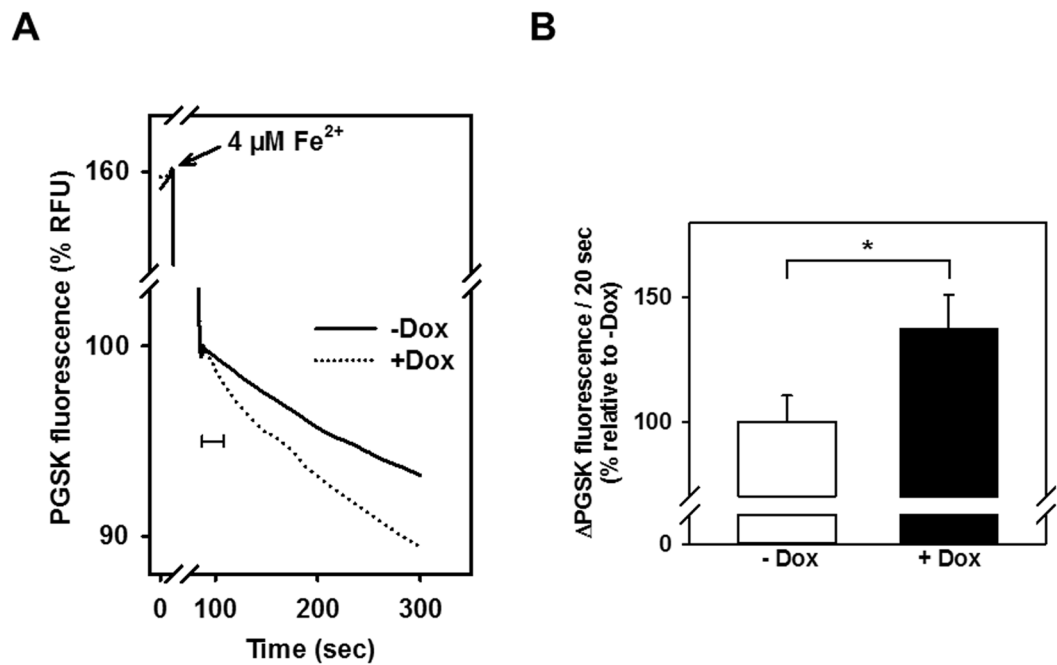 A
B
4 µM Fe2+
160
100
90
PGSK fluorescence (% RFU)
-Dox
+Dox
0 100 200 300
Time (sec)
*
150
100
0
ΔPGSK fluorescence / 20 sec
(% relative to -Dox)
- Dox + Dox